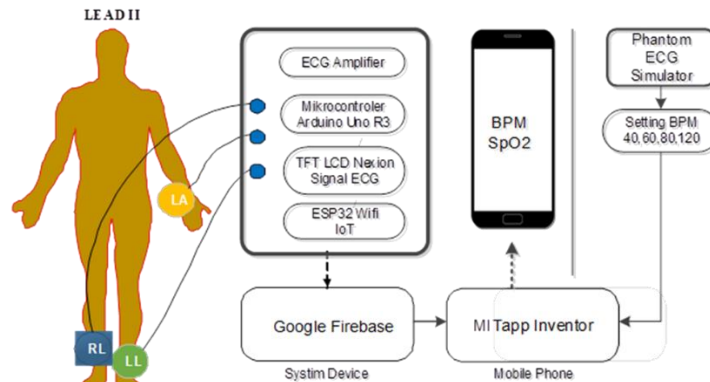 LEAD II
ECG Amplifier
Mikrocontroler
Arduino Uno R3
TFT LCD Nexion
Signal ECG
ESP32 Wifi
IoT
BPM
SpO2
Phantom
ECG
Simulator
Setting BPM
40,60,80,120
LA
RL
LL
Google Firebase
MITapp Inventor
Systim Device
Mobile Phone